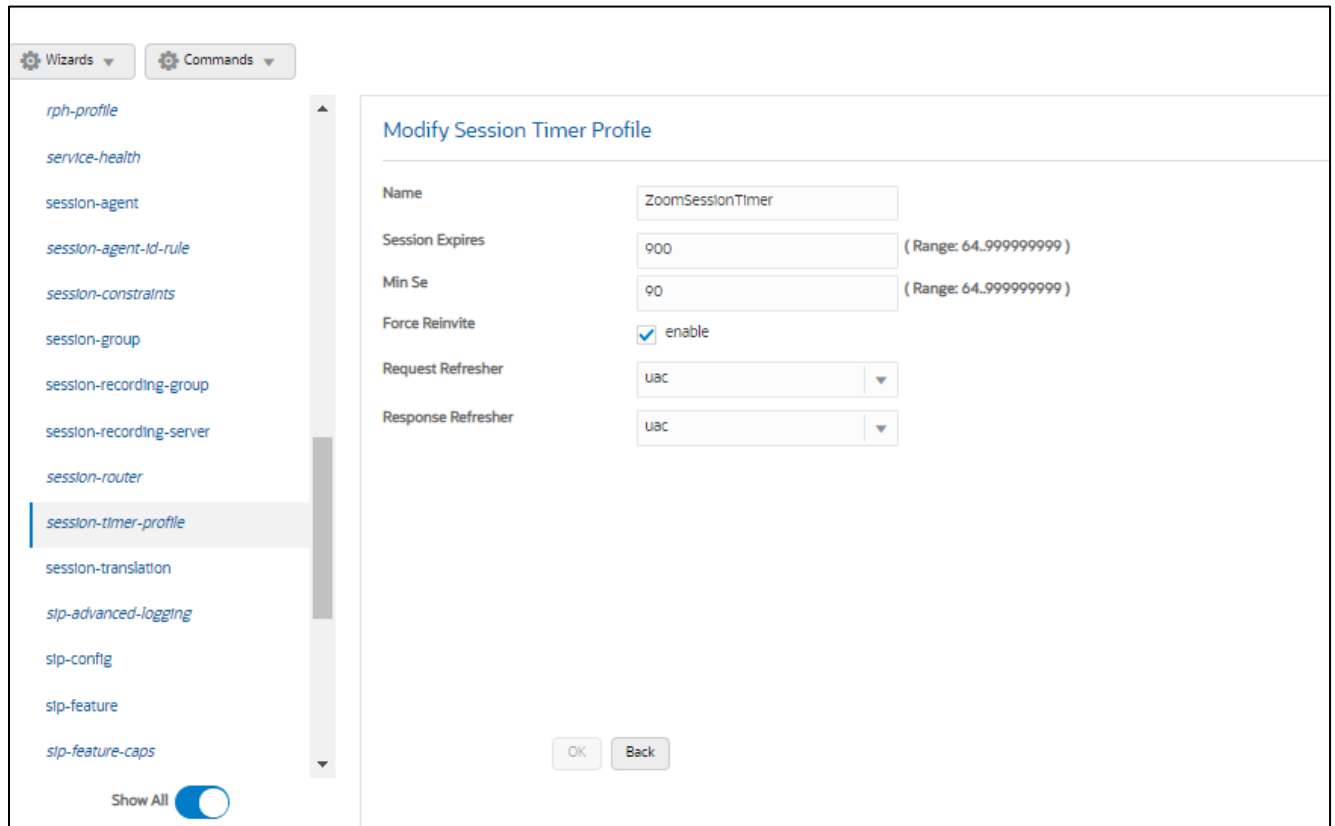 Wizards
Commands
rph-profile
service-health
session-agent
session-agent-id-rule
session-constraints
session-group
session-recording-group
session-recording-server
session-router
session-timer-profile
session-translation
sip-advanced-logging
sip-config
sip-feature
sip-feature-caps
Show All
Modify Session Timer Profile
Name ZoomSessionTimer
Session Expires 900 ( Range: 64..999999999 )
Min Se 90 ( Range: 64..999999999 )
Force Reinvite enable
Request Refresher uac
Response Refresher uac
OK Back